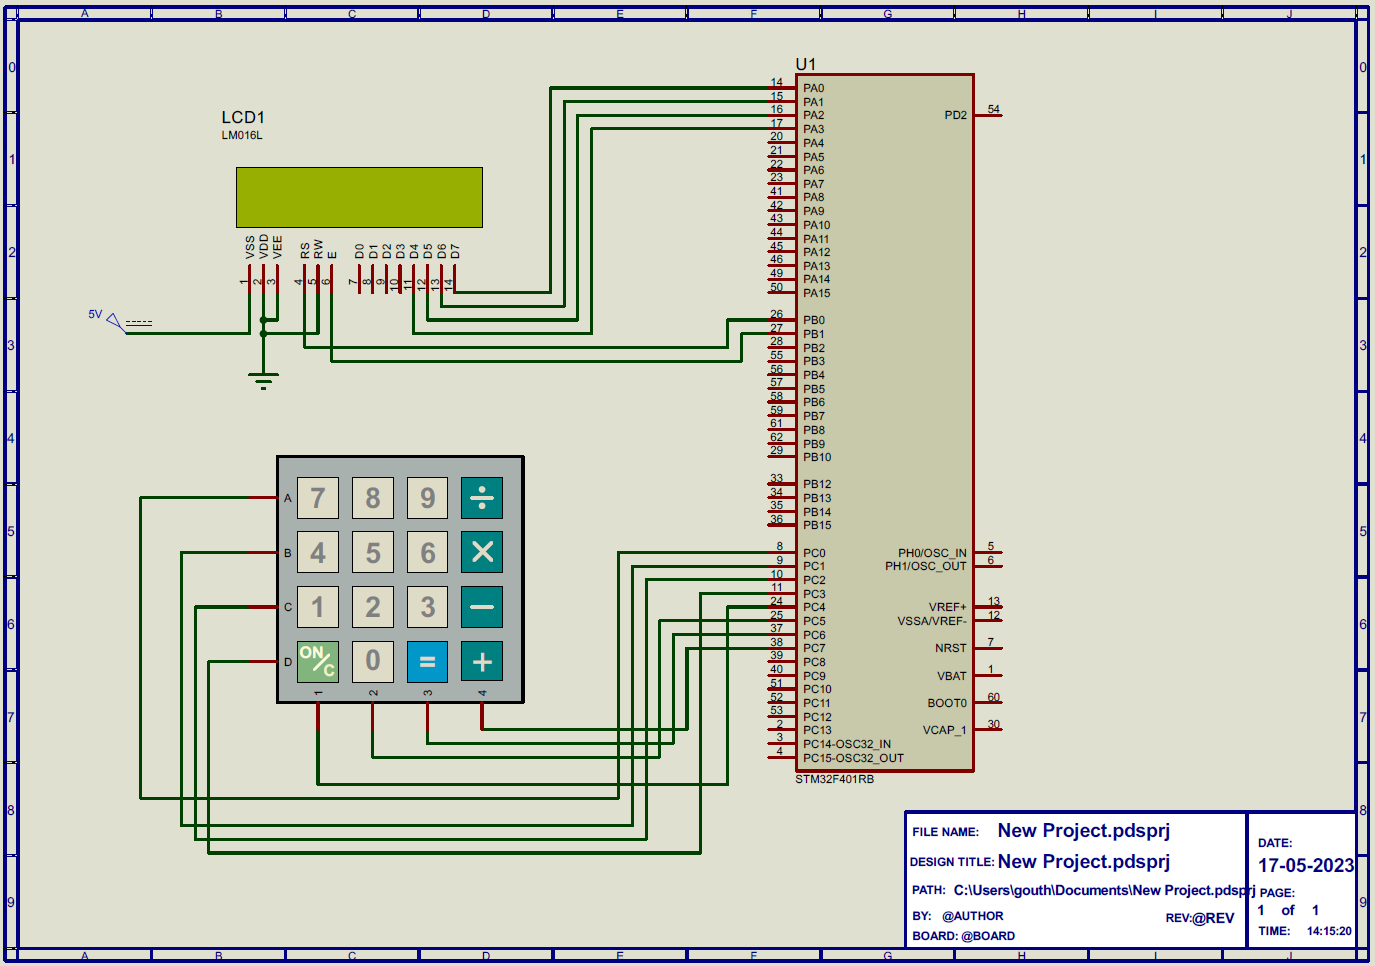 A B C D E F G H I J
0 0
1 1
2 2
3 3
4 4
5 5
6 6
7 7
8 8
9 9
LCD1
LM016L
VSS VDD VEE RS RW E D0 D1 D2 D3 D4 D5 D6 D7
1 2 3 4 5 6 7 8 9 10 11 12 13 14
5V
A 7 8 9 ÷
B 4 5 6 ×
C 1 2 3 −
D ON/C 0 = +
1 2 3 4
U1
14 PA0
15 PA1
16 PA2
17 PA3
20 PA4
21 PA5
22 PA6
23 PA7
41 PA8
42 PA9
43 PA10
44 PA11
45 PA12
46 PA13
49 PA14
50 PA15
26 PB0
27 PB1
28 PB2
55 PB3
56 PB4
57 PB5
58 PB6
59 PB7
61 PB8
62 PB9
29 PB10
33 PB12
34 PB13
35 PB14
36 PB15
8 PC0
9 PC1
10 PC2
11 PC3
24 PC4
25 PC5
37 PC6
38 PC7
39 PC8
40 PC9
51 PC10
52 PC11
53 PC12
2 PC13
3 PC14-OSC32_IN
4 PC15-OSC32_OUT
PD2 54
PH0/OSC_IN 5
PH1/OSC_OUT 6
VREF+ 13
VSSA/VREF- 12
NRST 7
VBAT 1
BOOT0 60
VCAP_1 30
STM32F401RB
FILE NAME: New Project.pdsprj
DESIGN TITLE: New Project.pdsprj
PATH: C:\Users\gouth\Documents\New Project.pdsprj
BY: @AUTHOR REV:@REV
BOARD: @BOARD
DATE:
17-05-2023
PAGE:
1 of 1
TIME: 14:15:20
A B C D E F G H I J